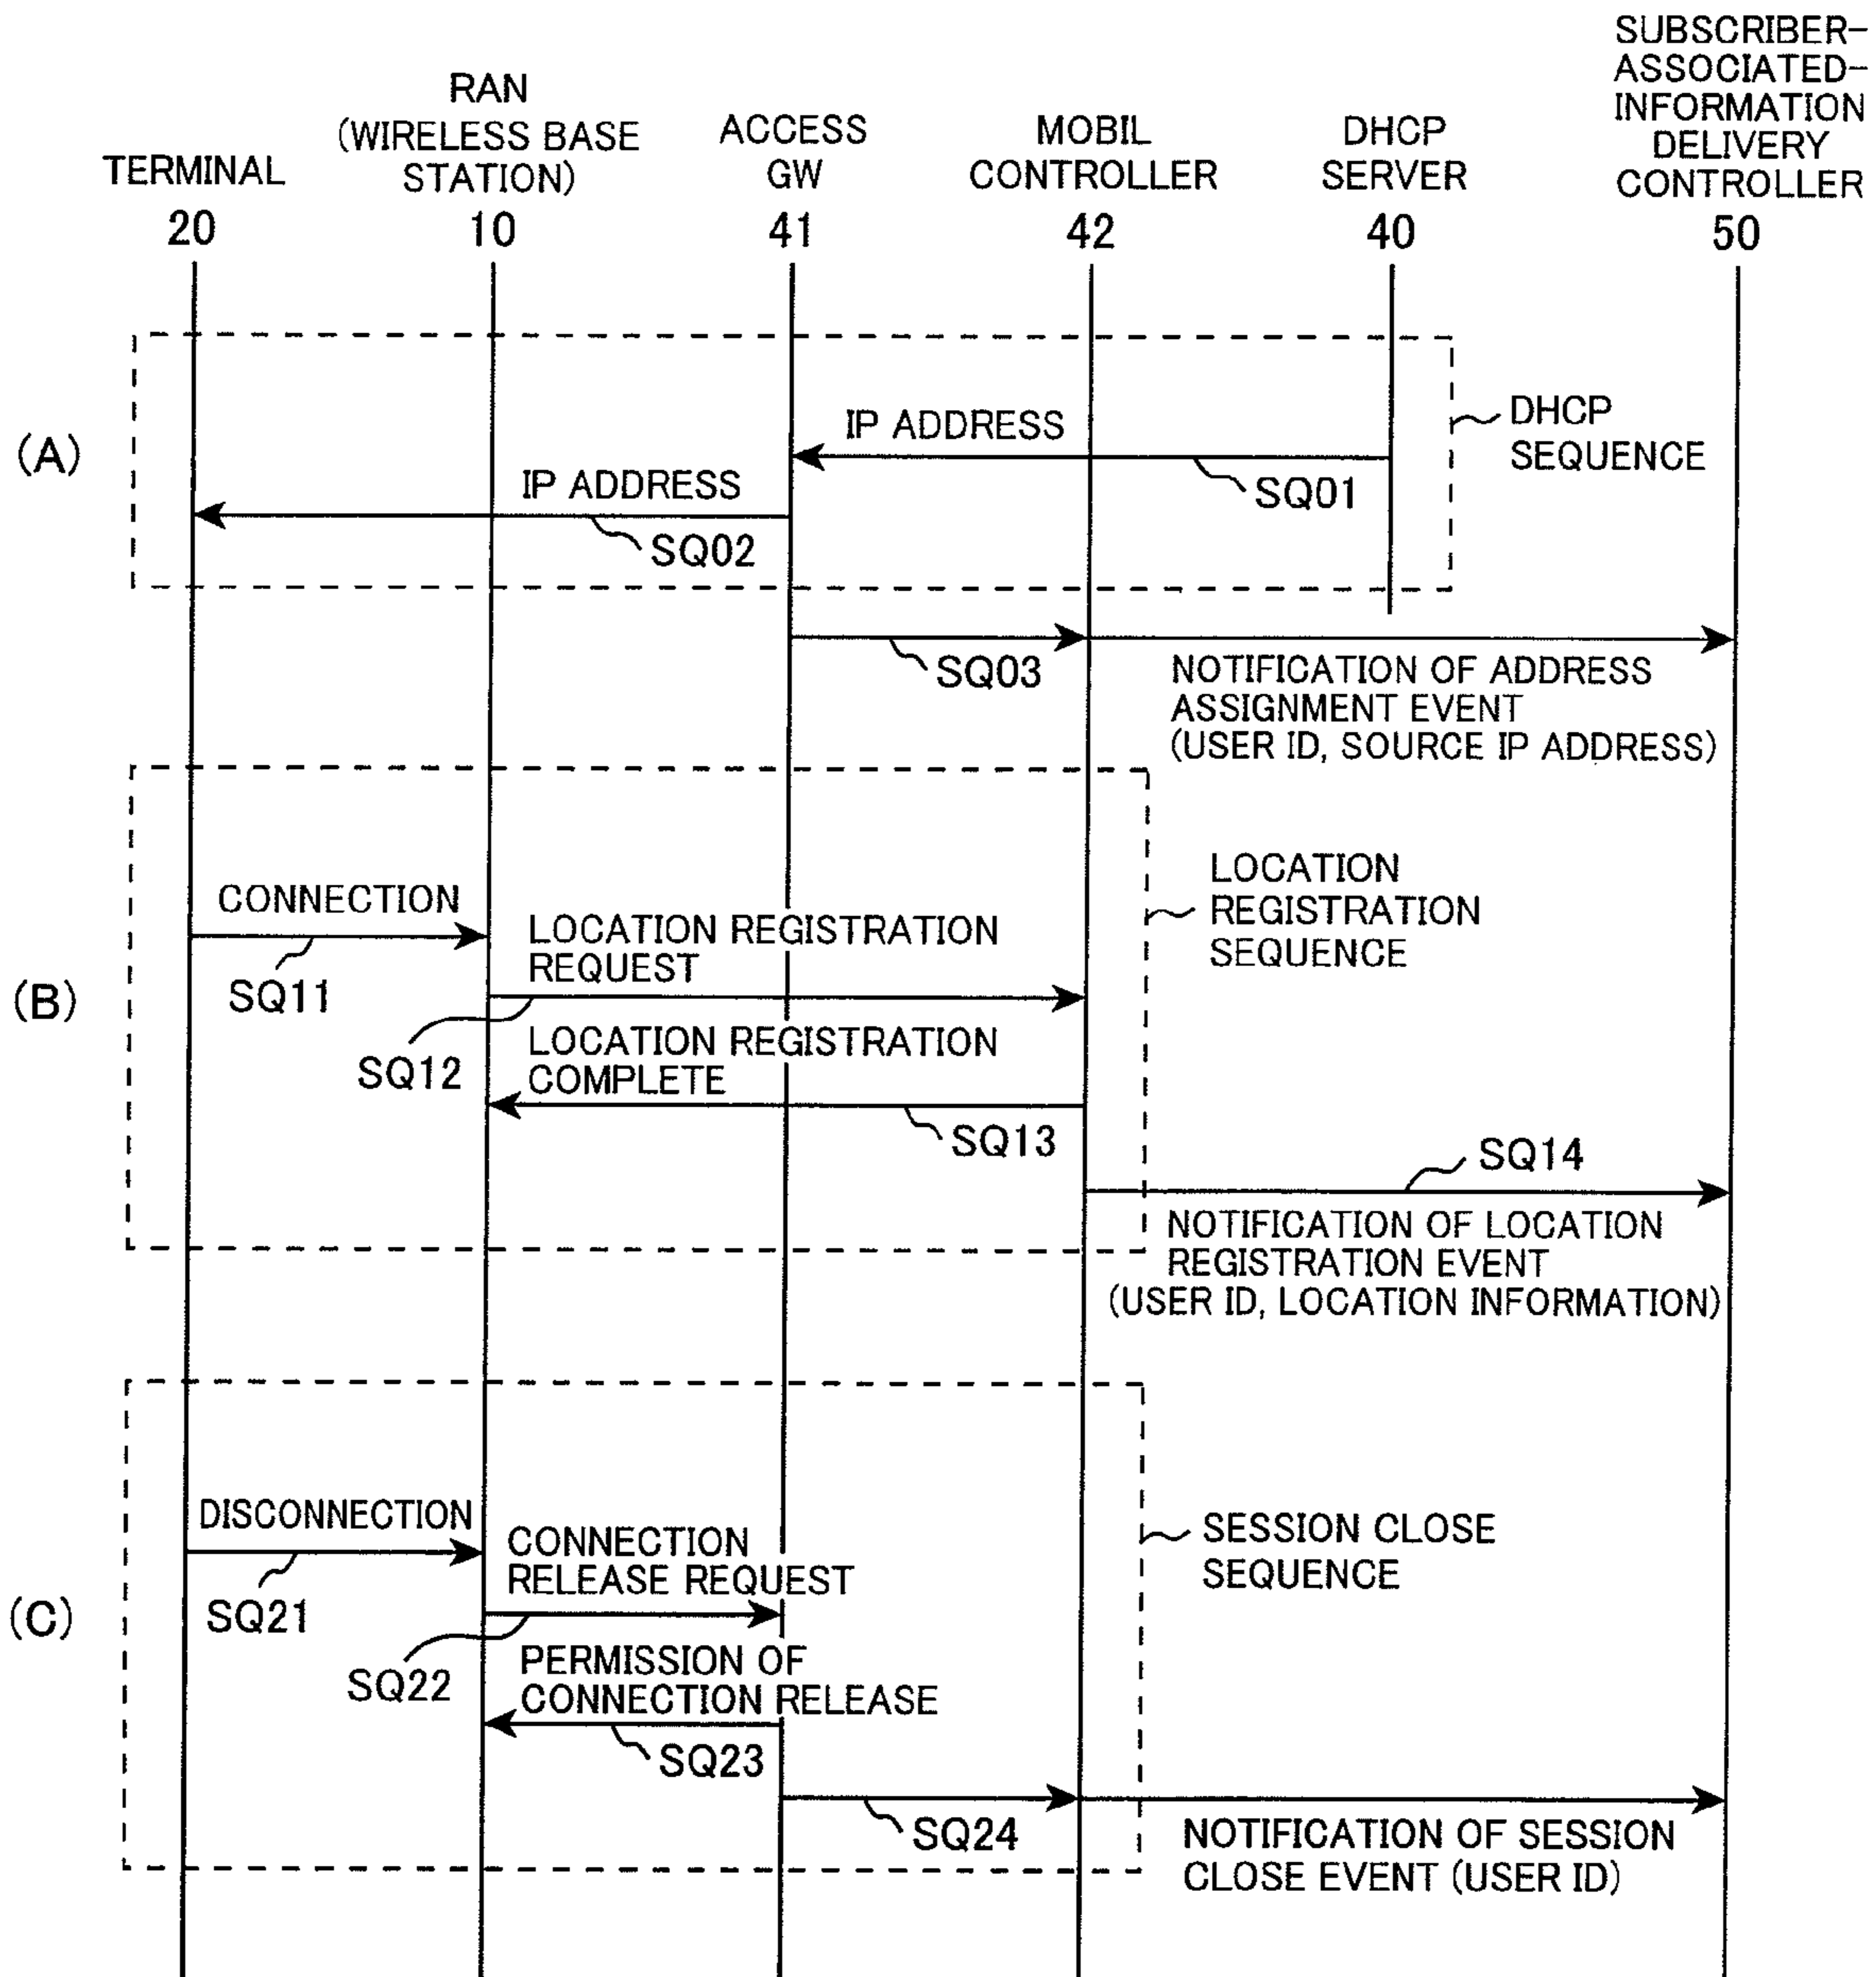 TERMINAL
20
RAN
(WIRELESS BASE
STATION)
10
ACCESS
GW
41
MOBIL
CONTROLLER
42
DHCP
SERVER
40
SUBSCRIBER-
ASSOCIATED-
INFORMATION
DELIVERY
CONTROLLER
50
(A)
IP ADDRESS
SQ01
DHCP
SEQUENCE
IP ADDRESS
SQ02
SQ03
NOTIFICATION OF ADDRESS
ASSIGNMENT EVENT
(USER ID, SOURCE IP ADDRESS)
(B)
CONNECTION
SQ11
LOCATION REGISTRATION
REQUEST
SQ12
LOCATION
REGISTRATION
SEQUENCE
LOCATION REGISTRATION
COMPLETE
SQ13
SQ14
NOTIFICATION OF LOCATION
REGISTRATION EVENT
(USER ID, LOCATION INFORMATION)
(C)
DISCONNECTION
SQ21
CONNECTION
RELEASE REQUEST
SQ22
SESSION CLOSE
SEQUENCE
PERMISSION OF
CONNECTION RELEASE
SQ23
SQ24
NOTIFICATION OF SESSION
CLOSE EVENT (USER ID)